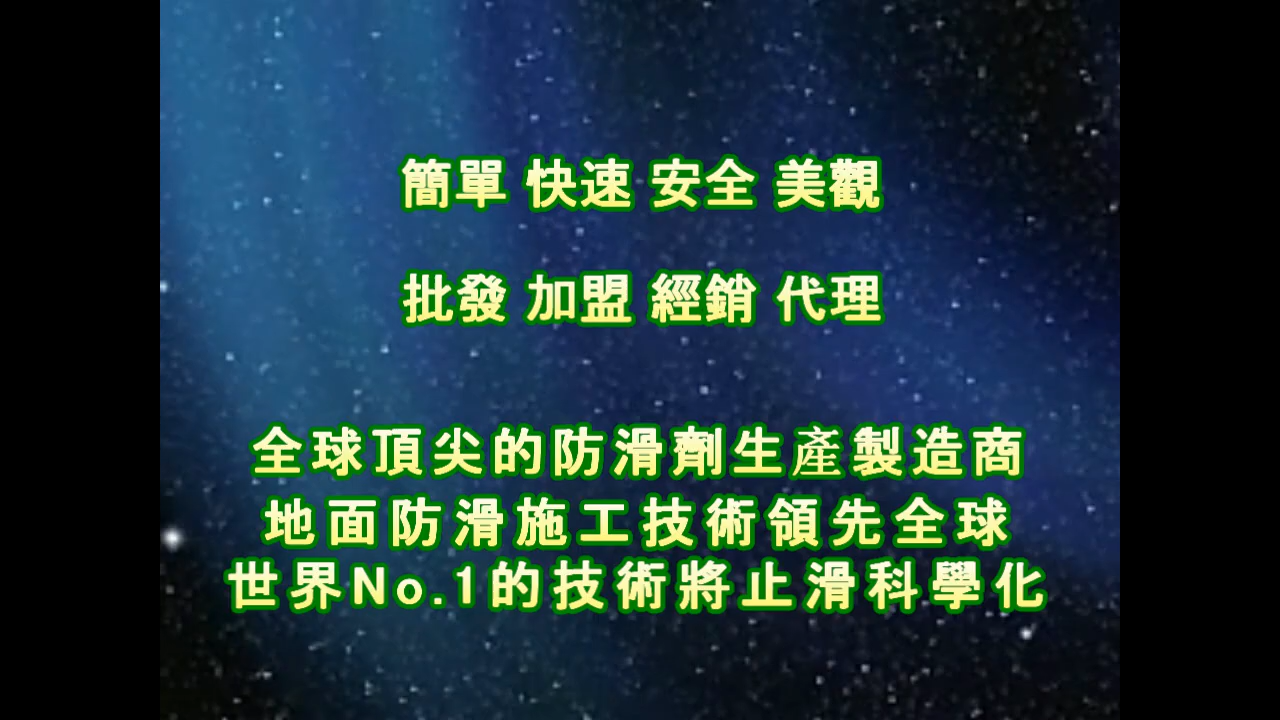 簡單 快速 安全 美觀
批發 加盟 經銷 代理
全球頂尖的防滑劑生產製造商
地面防滑施工技術領先全球
世界No.1的技術將止滑科學化